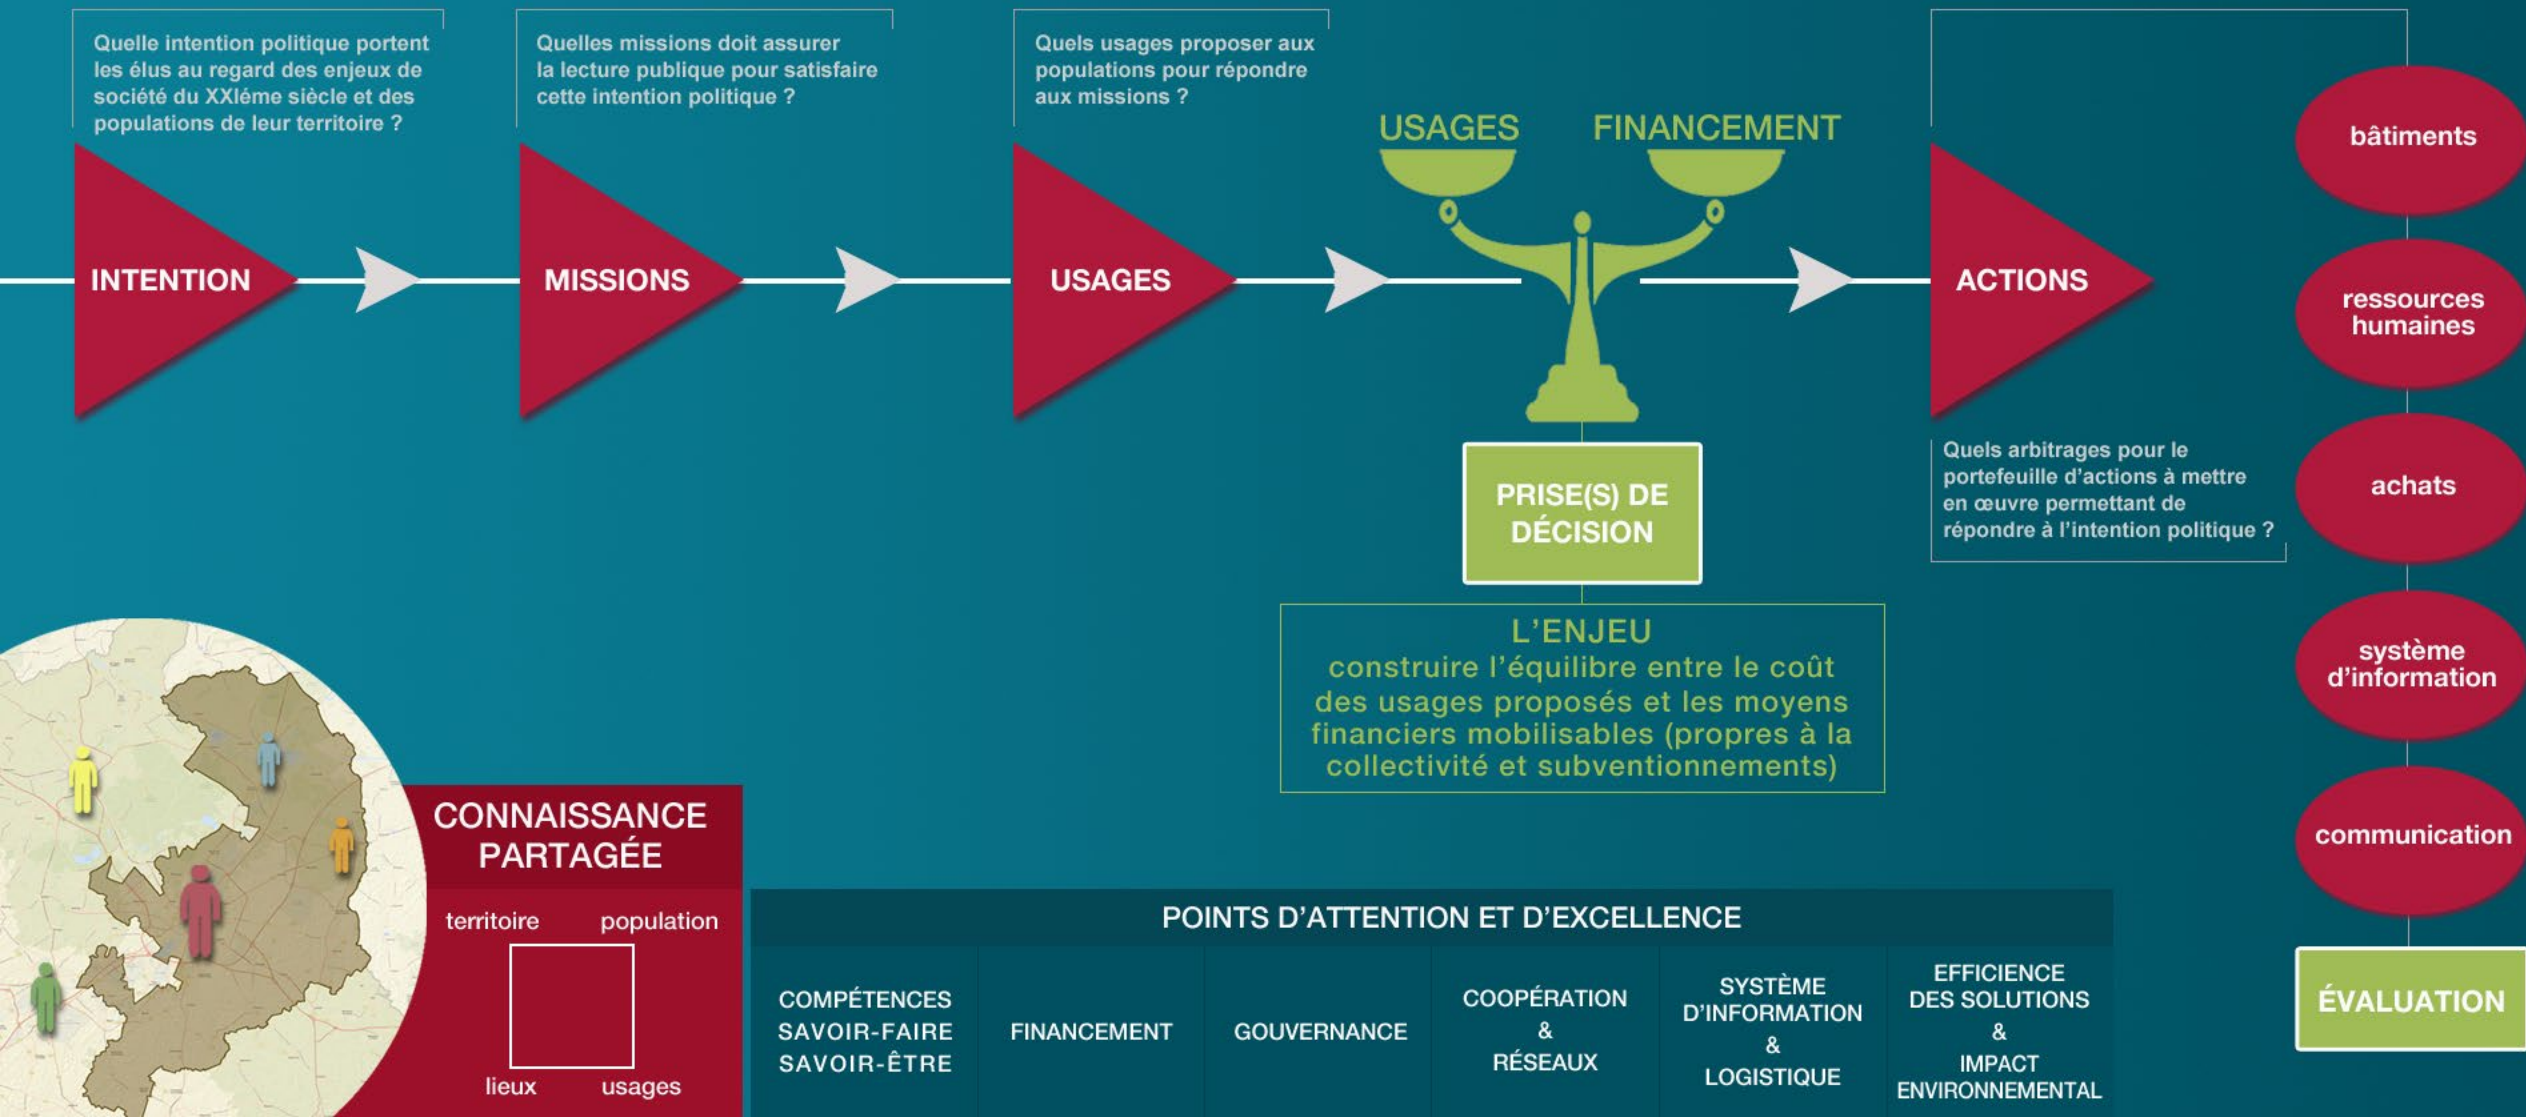 Quelle intention politique portent
les élus au regard des enjeux de
société du XXIéme siècle et des
populations de leur territoire ?
INTENTION
Quelles missions doit assurer
la lecture publique pour satisfaire
cette intention politique ?
MISSIONS
Quels usages proposer aux
populations pour répondre
aux missions ?
USAGES
USAGES
FINANCEMENT
PRISE(S) DE
DÉCISION
L'ENJEU
construire l'équilibre entre le coût
des usages proposés et les moyens
financiers mobilisables (propres à la
collectivité et subventionnements)
ACTIONS
Quels arbitrages pour le
portefeuille d'actions à mettre
en œuvre permettant de
répondre à l'intention politique ?
bâtiments
ressources
humaines
achats
système
d'information
communication
ÉVALUATION
CONNAISSANCE
PARTAGÉE
territoire
population
lieux
usages
POINTS D'ATTENTION ET D'EXCELLENCE
COMPÉTENCES
SAVOIR-FAIRE
SAVOIR-ÊTRE
FINANCEMENT
GOUVERNANCE
COOPÉRATION
&
RÉSEAUX
SYSTÈME
D'INFORMATION
&
LOGISTIQUE
EFFICIENCE
DES SOLUTIONS
&
IMPACT
ENVIRONNEMENTAL